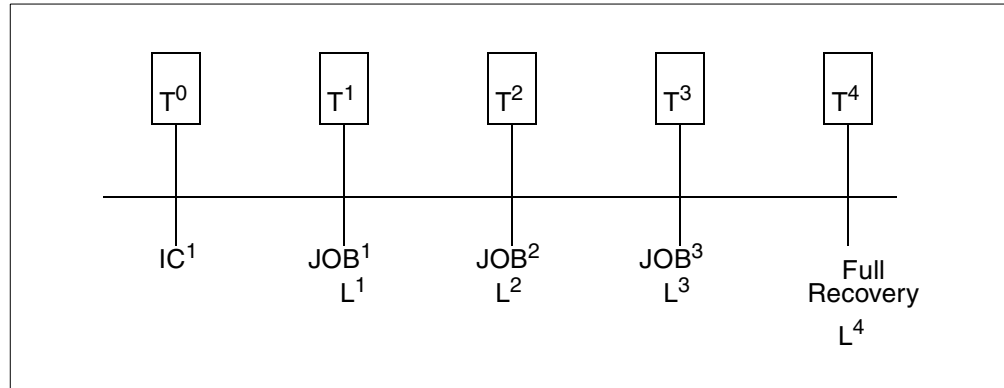 T⁰ T¹ T² T³ T⁴
IC¹ JOB¹ JOB² JOB³ Full
L¹ L² L³ Recovery
L⁴